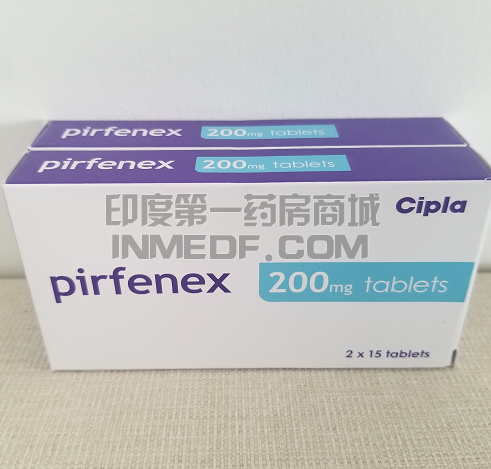 pirfenex 200mg tablets
pirfenex 200mg tablets
印度第一药房商城
Cipla
INMEDF.COM
pirfenex 200mg tablets
2 x 15 tablets